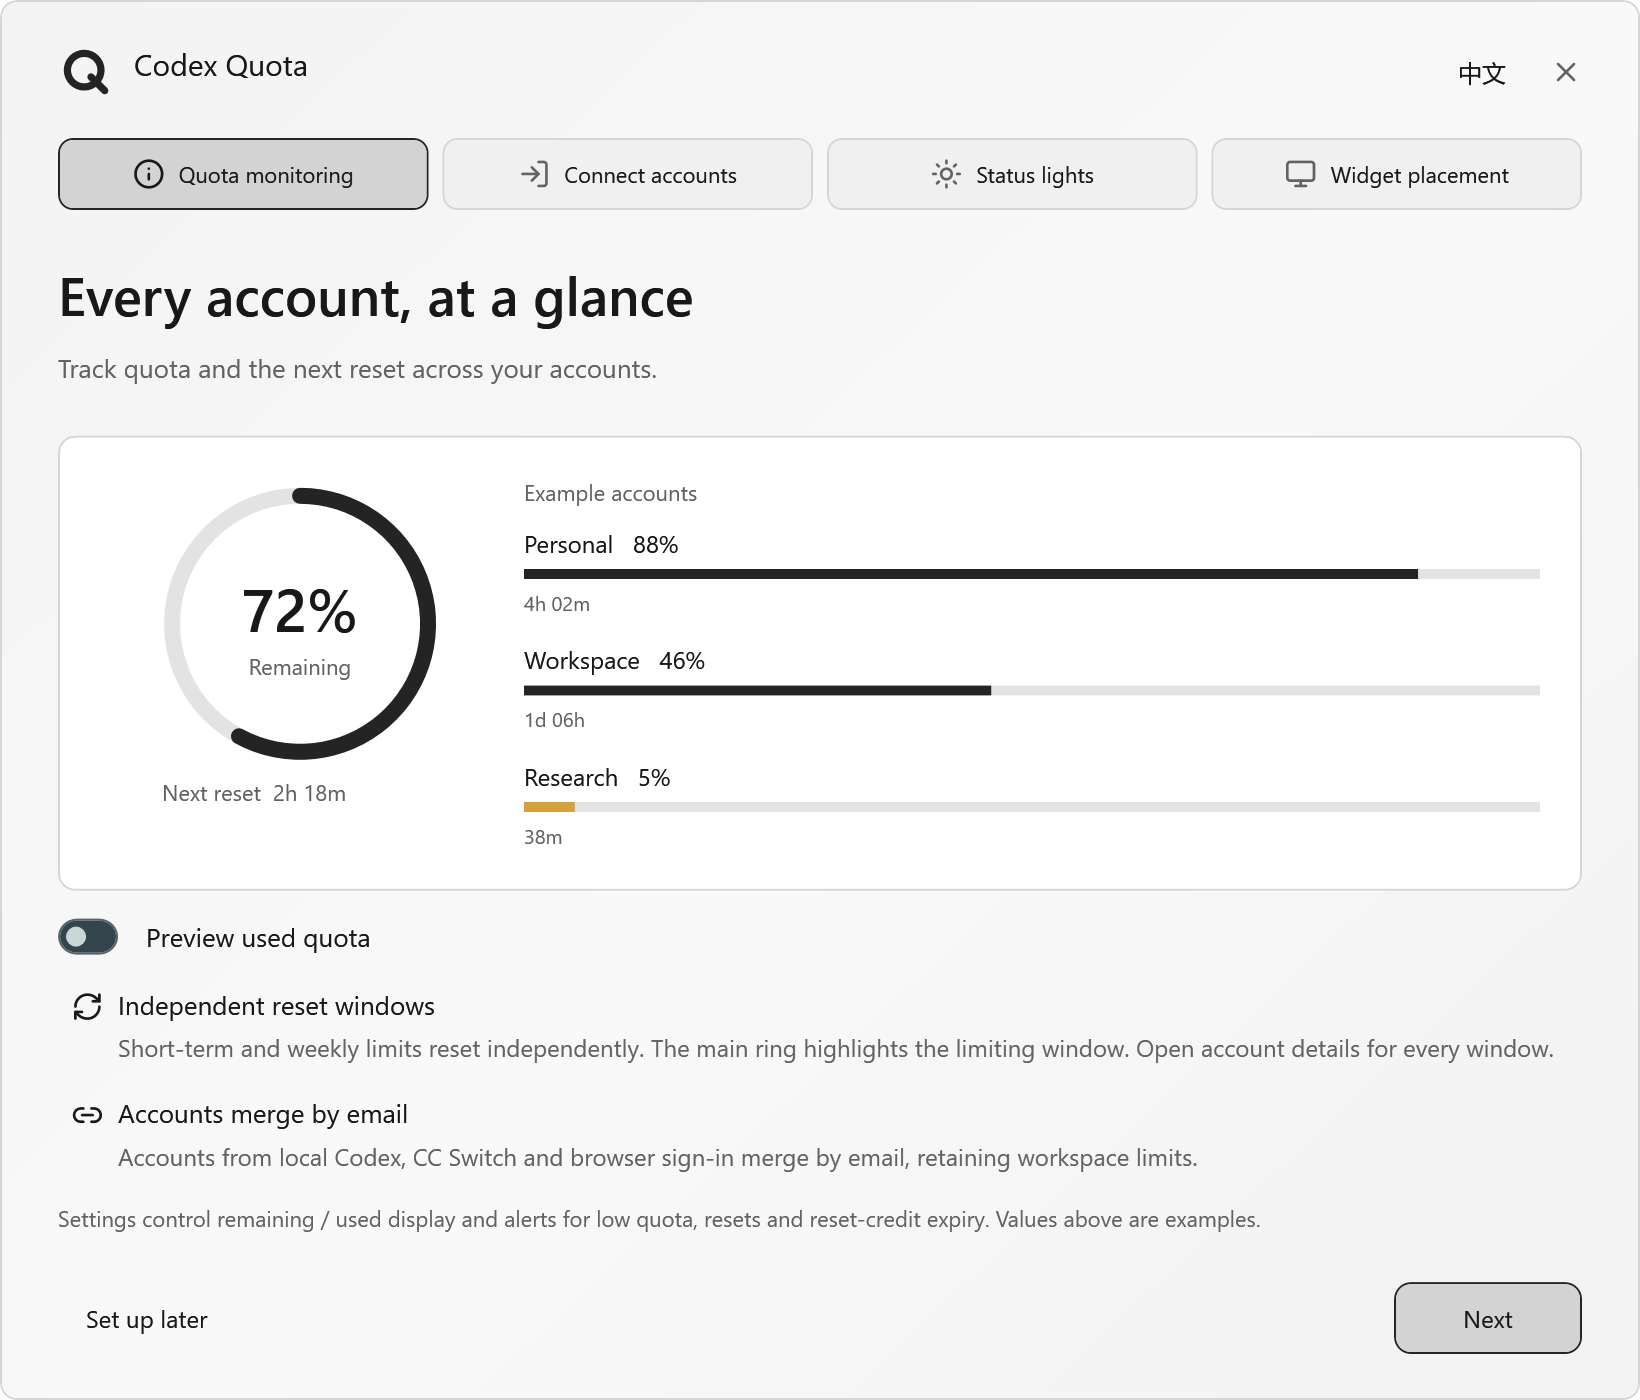 Codex Quota
中文
Quota monitoring
Connect accounts
Status lights
Widget placement
Every account, at a glance
Track quota and the next reset across your accounts.
72%
Remaining
Next reset 2h 18m
Example accounts
Personal 88%
4h 02m
Workspace 46%
1d 06h
Research 5%
38m
Preview used quota
Independent reset windows
Short-term and weekly limits reset independently. The main ring highlights the limiting window. Open account details for every window.
Accounts merge by email
Accounts from local Codex, CC Switch and browser sign-in merge by email, retaining workspace limits.
Settings control remaining / used display and alerts for low quota, resets and reset-credit expiry. Values above are examples.
Set up later
Next